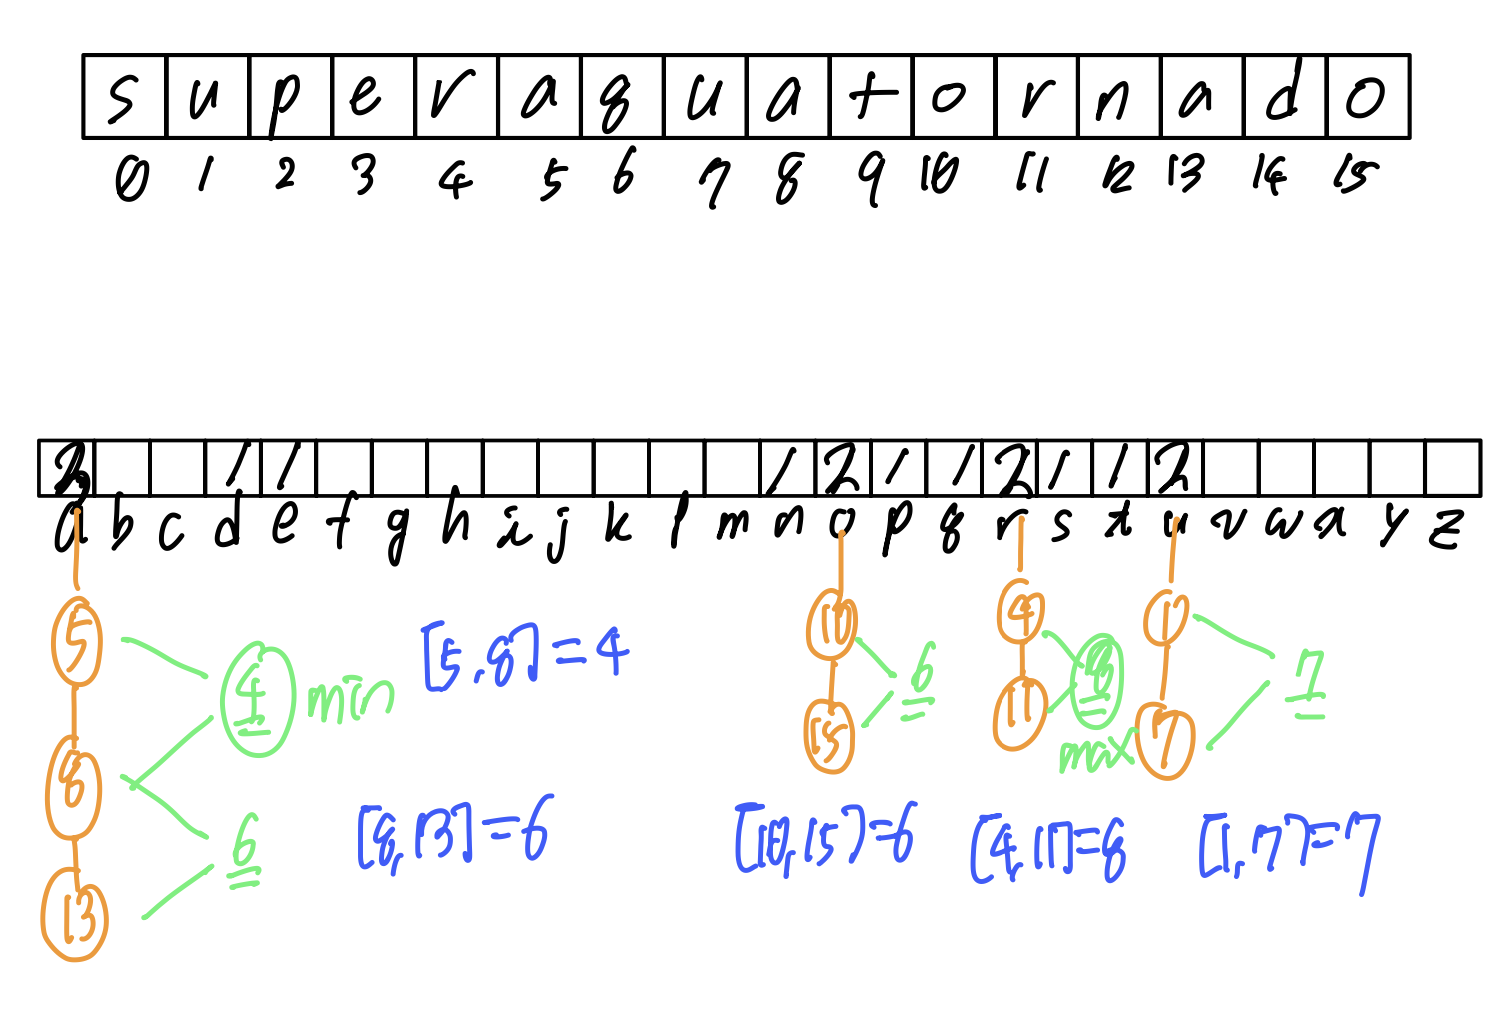 s u p e r a q u a t o r n a d o
0 1 2 3 4 5 6 7 8 9 10 11 12 13 14 15
3 1 1 1 2 1 1 2 1 1 2
a b c d e f g h i j k l m n o p q r s t u v w x y z
5 10 4 1
[5,8]=4
4 min 6 8 7
11 15 7
max
8
[8,13]=6 [10,15]=6 [4,11]=8 [1,7]=7
6
13